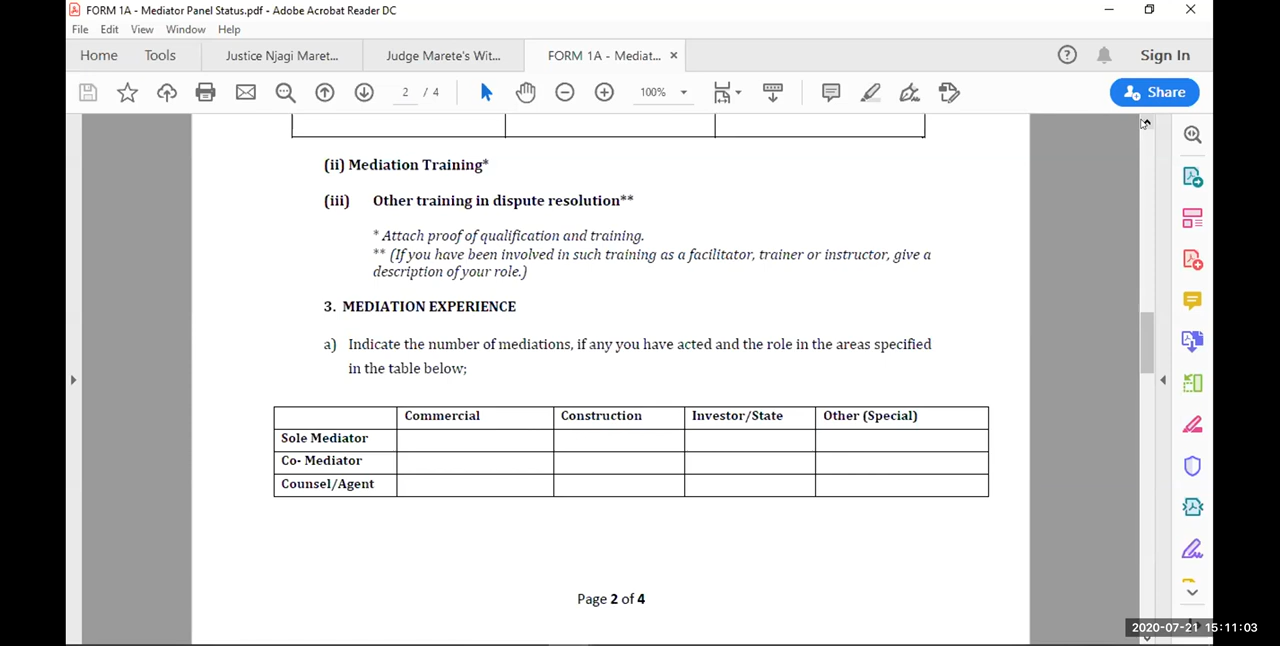 FORM 1A - Mediator Panel Status.pdf - Adobe Acrobat Reader DC
File Edit View Window Help
Home Tools Justice Njagi Maret... Judge Marete's Wit... FORM 1A - Mediat... × Sign In
2 / 4 100% Share
(ii) Mediation Training*
(iii) Other training in dispute resolution**
* Attach proof of qualification and training.
** (If you have been involved in such training as a facilitator, trainer or instructor, give a
description of your role.)
3. MEDIATION EXPERIENCE
a) Indicate the number of mediations, if any you have acted and the role in the areas specified
in the table below;
Commercial Construction Investor/State Other (Special)
Sole Mediator
Co- Mediator
Counsel/Agent
Page 2 of 4
2020-07-21 15:11:03